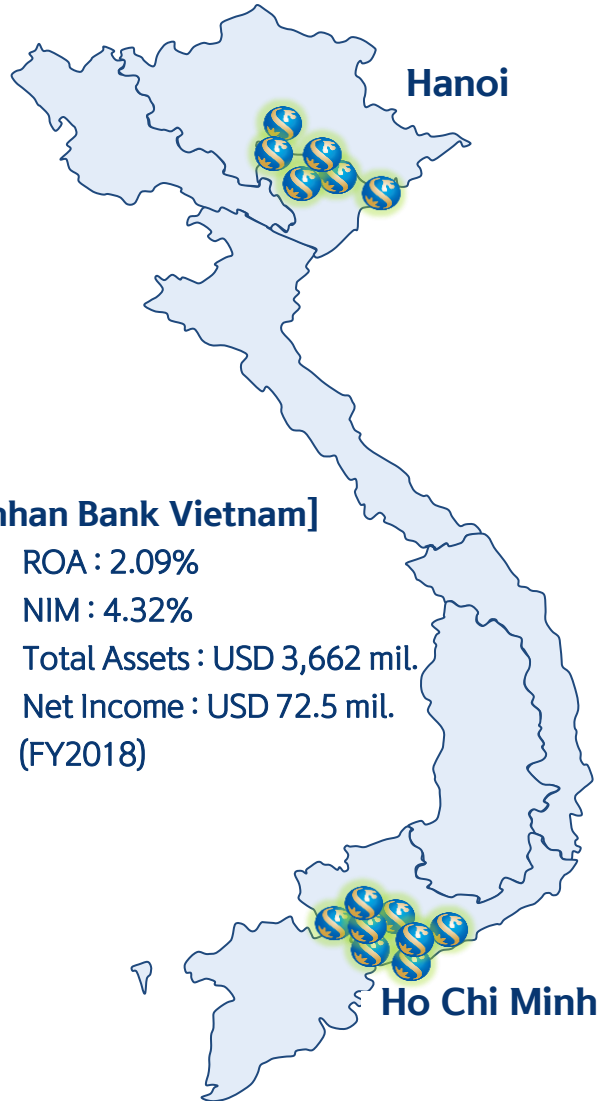 Hanoi
nhan Bank Vietnam]
ROA : 2.09%
NIM : 4.32%
Total Assets : USD 3,662 mil.
Net Income : USD 72.5 mil.
(FY2018)
Ho Chi Minh